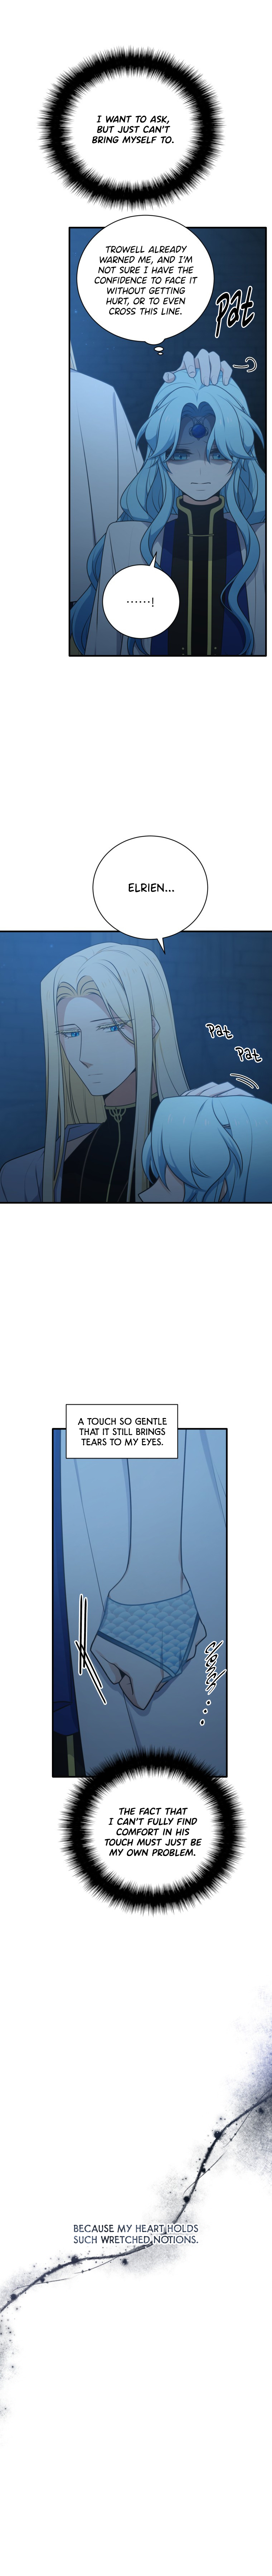 I WANT TO ASK,
BUT JUST CAN'T
BRING MYSELF TO.
TROWELL ALREADY
WARNED ME, AND I'M
NOT SURE I HAVE THE
CONFIDENCE TO FACE IT
WITHOUT GETTING
HURT, OR TO EVEN
CROSS THIS LINE.
Pat
......!
ELRIEN...
Pat
Pat
A TOUCH SO GENTLE
THAT IT STILL BRINGS
TEARS TO MY EYES.
THE FACT THAT
I CAN'T FULLY FIND
COMFORT IN HIS
TOUCH MUST JUST BE
MY OWN PROBLEM.
BECAUSE MY HEART HOLDS
SUCH WRETCHED NOTIONS.